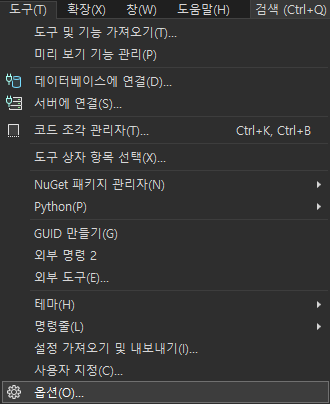 도구(T) 확장(X) 창(W) 도움말(H) 검색 (Ctrl+Q)
도구 및 기능 가져오기(T)...
미리 보기 기능 관리(P)
데이터베이스에 연결(D)...
서버에 연결(S)...
코드 조각 관리자(T)... Ctrl+K, Ctrl+B
도구 상자 항목 선택(X)...
NuGet 패키지 관리자(N)
Python(P)
GUID 만들기(G)
외부 명령 2
외부 도구(E)...
테마(H)
명령줄(L)
설정 가져오기 및 내보내기(I)...
사용자 지정(C)...
옵션(O)...